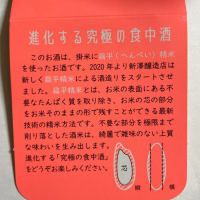 進化する究極の食中酒
このお酒は、掛米に扁平(へんぺい)精米
を使ったお酒です。2020より新澤醸造店は
新しく扁平精米による酒造りをスタートさせ
ました。扁平精米とは、お米の表面にある不
要なたんぱく質を取り除き、お米の芯の部分
をお米そのままの形で残すことができる最新
技術の精米方法です。不要な部分を極限まで
削り落とした酒米は、綺麗で雑味のない上質
な味わいを生み出します。
進化する「究極の食中酒」
をどうぞお楽しみください。
芯
縦
横